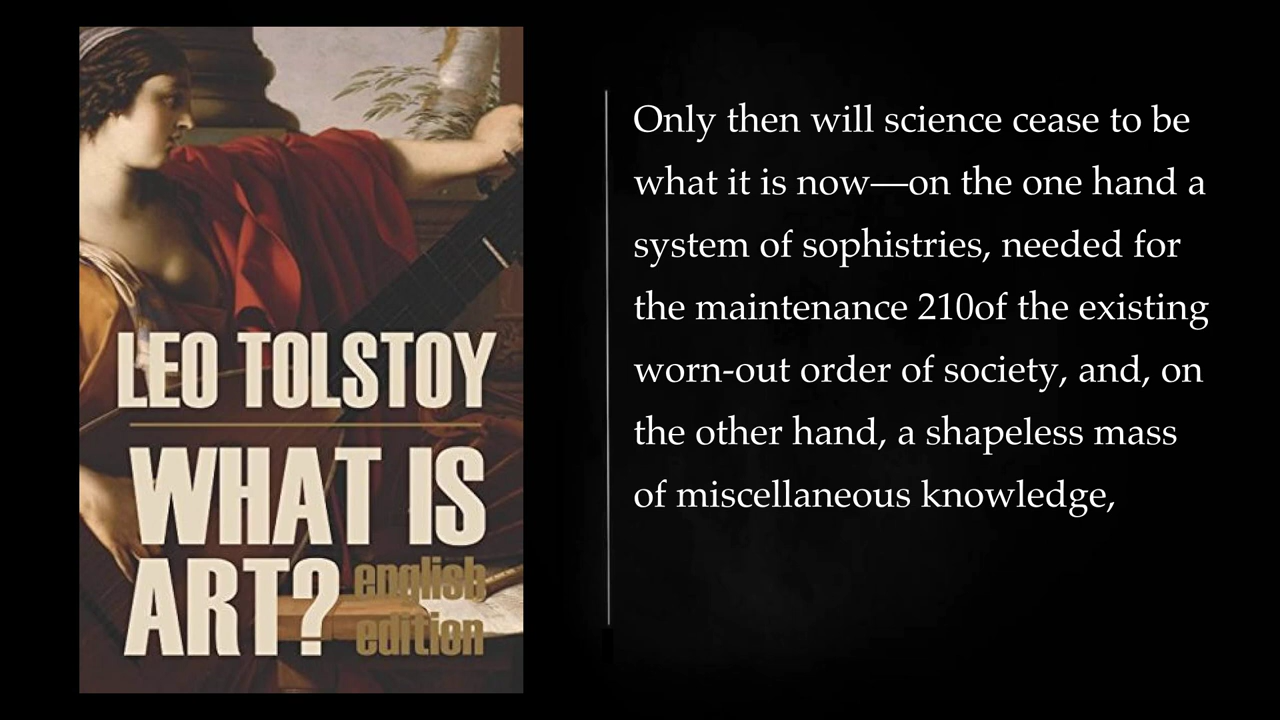 LEO TOLSTOY
WHAT IS
ART?
english
edition
Only then will science cease to be
what it is now—on the one hand a
system of sophistries, needed for
the maintenance 210of the existing
worn-out order of society, and, on
the other hand, a shapeless mass
of miscellaneous knowledge,